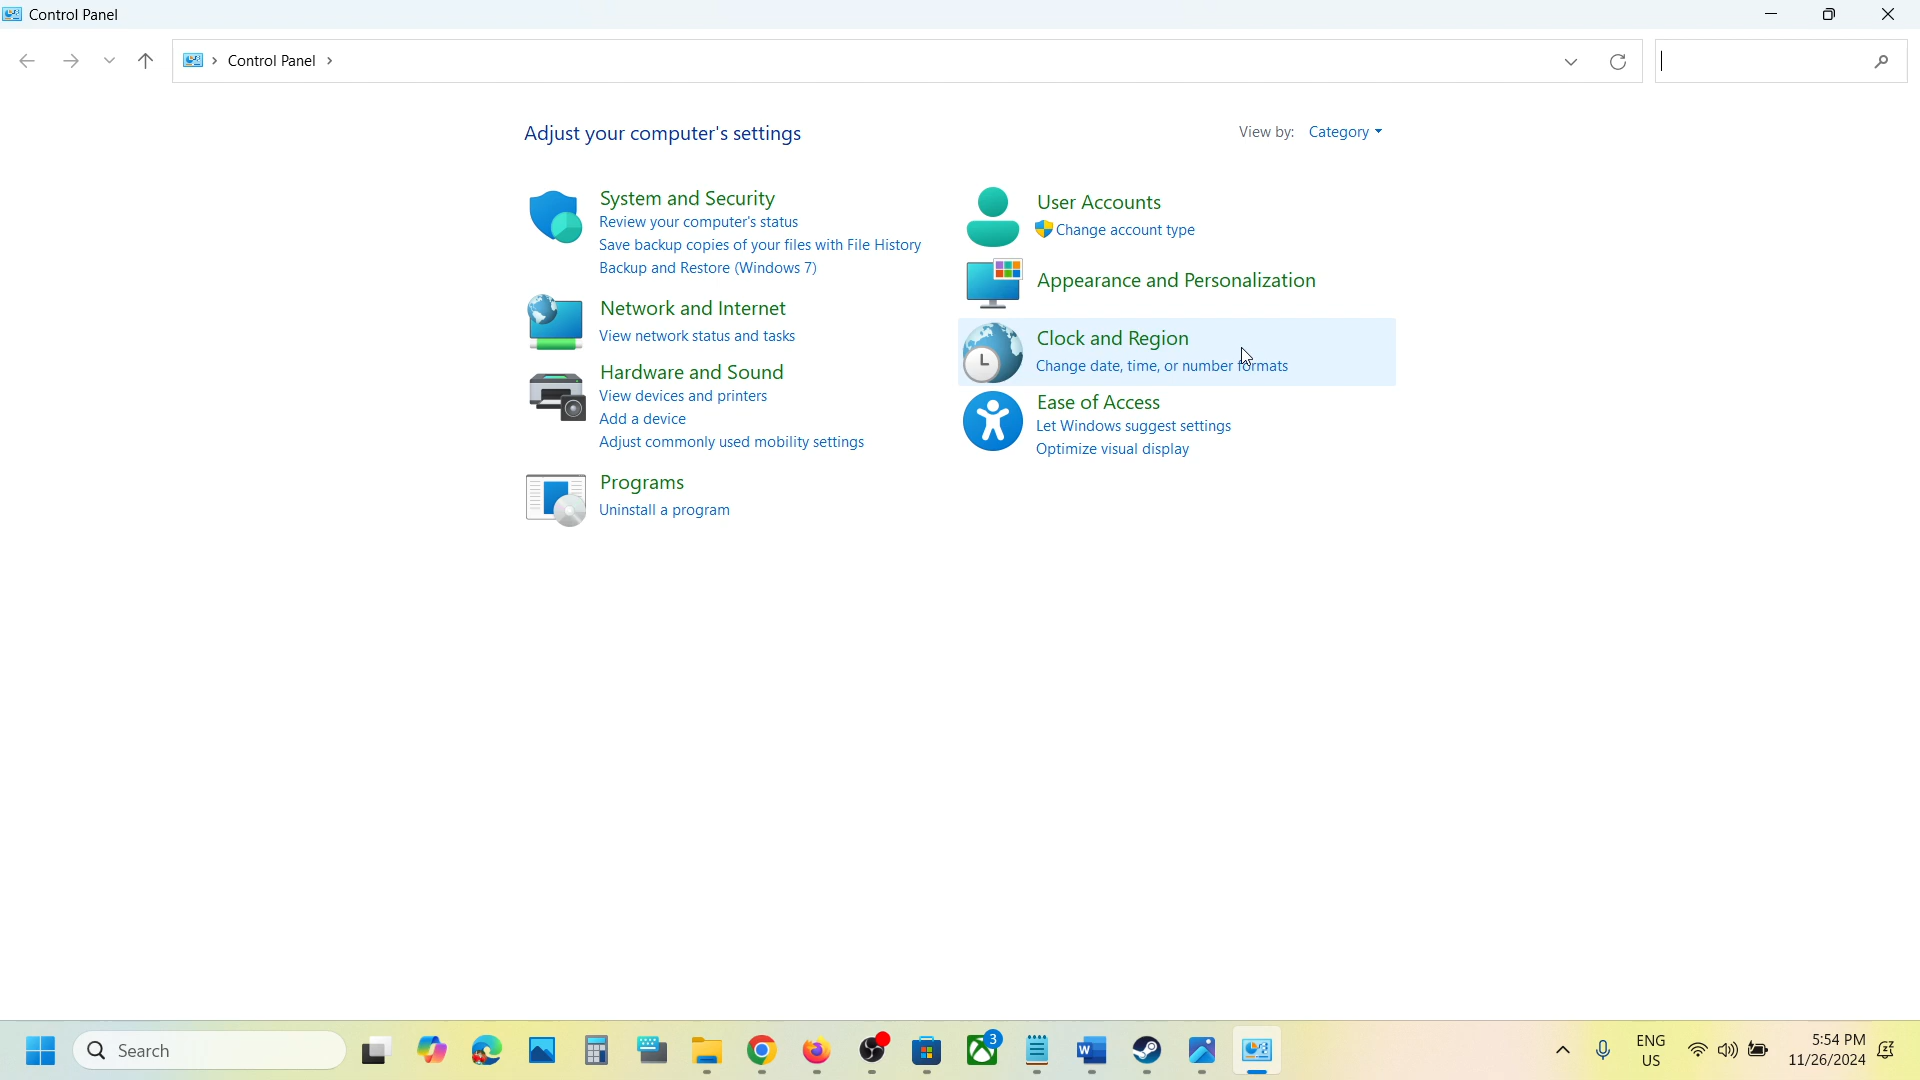 Control Panel
Control Panel
Adjust your computer's settings
View by: Category
System and Security
Review your computer's status
Save backup copies of your files with File History
Backup and Restore (Windows 7)
Network and Internet
View network status and tasks
Hardware and Sound
View devices and printers
Add a device
Adjust commonly used mobility settings
Programs
Uninstall a program
User Accounts
Change account type
Appearance and Personalization
Clock and Region
Change date, time, or number formats
Ease of Access
Let Windows suggest settings
Optimize visual display
Search
3
ENG
US
5:54 PM
11/26/2024